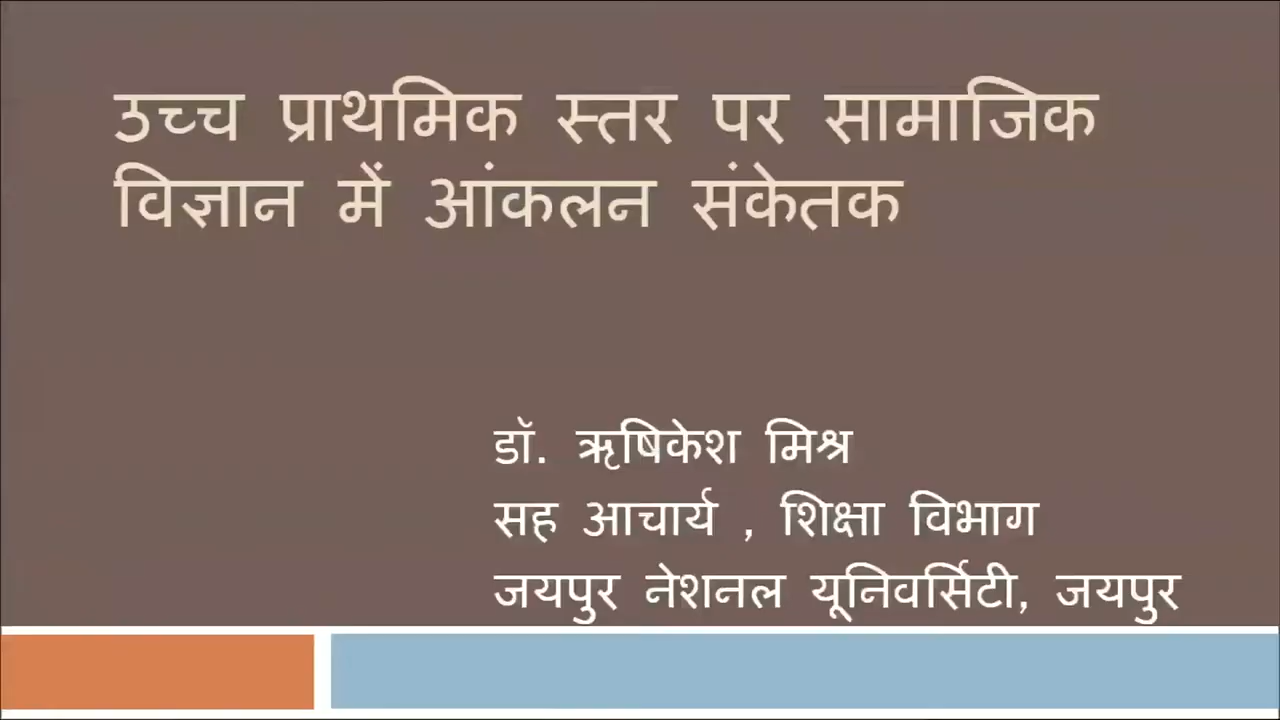 उच्च प्राथमिक स्तर पर सामाजिक
विज्ञान में आंकलन संकेतक
डॉ. ऋषिकेश मिश्र
सह आचार्य , शिक्षा विभाग
जयपुर नेशनल यूनिवर्सिटी, जयपुर